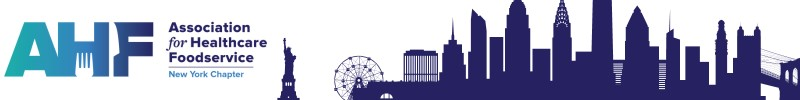 AHF
Association
for Healthcare
Foodservice
New York Chapter